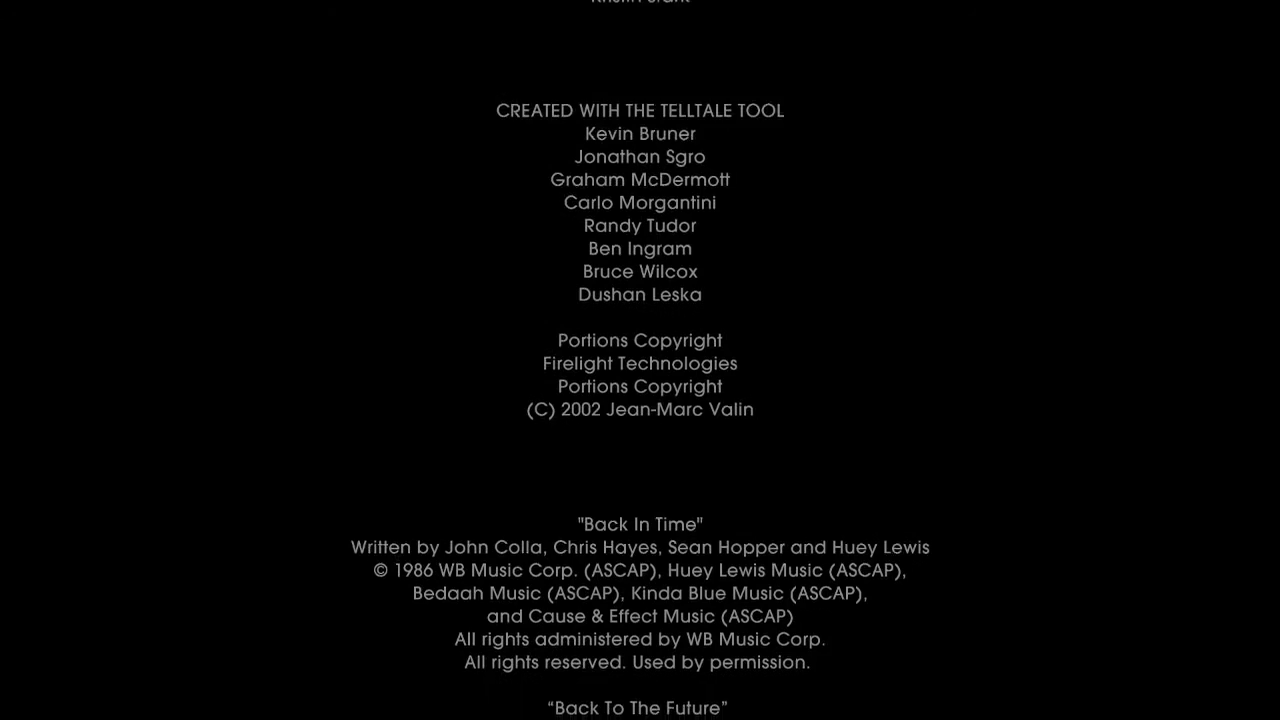 CREATED WITH THE TELLTALE TOOL
Kevin Bruner
Jonathan Sgro
Graham McDermott
Carlo Morgantini
Randy Tudor
Ben Ingram
Bruce Wilcox
Dushan Leska
Portions Copyright
Firelight Technologies
Portions Copyright
(C) 2002 Jean-Marc Valin
"Back In Time"
Written by John Colla, Chris Hayes, Sean Hopper and Huey Lewis
© 1986 WB Music Corp. (ASCAP), Huey Lewis Music (ASCAP),
Bedaah Music (ASCAP), Kinda Blue Music (ASCAP),
and Cause & Effect Music (ASCAP)
All rights administered by WB Music Corp.
All rights reserved. Used by permission.
“Back To The Future”